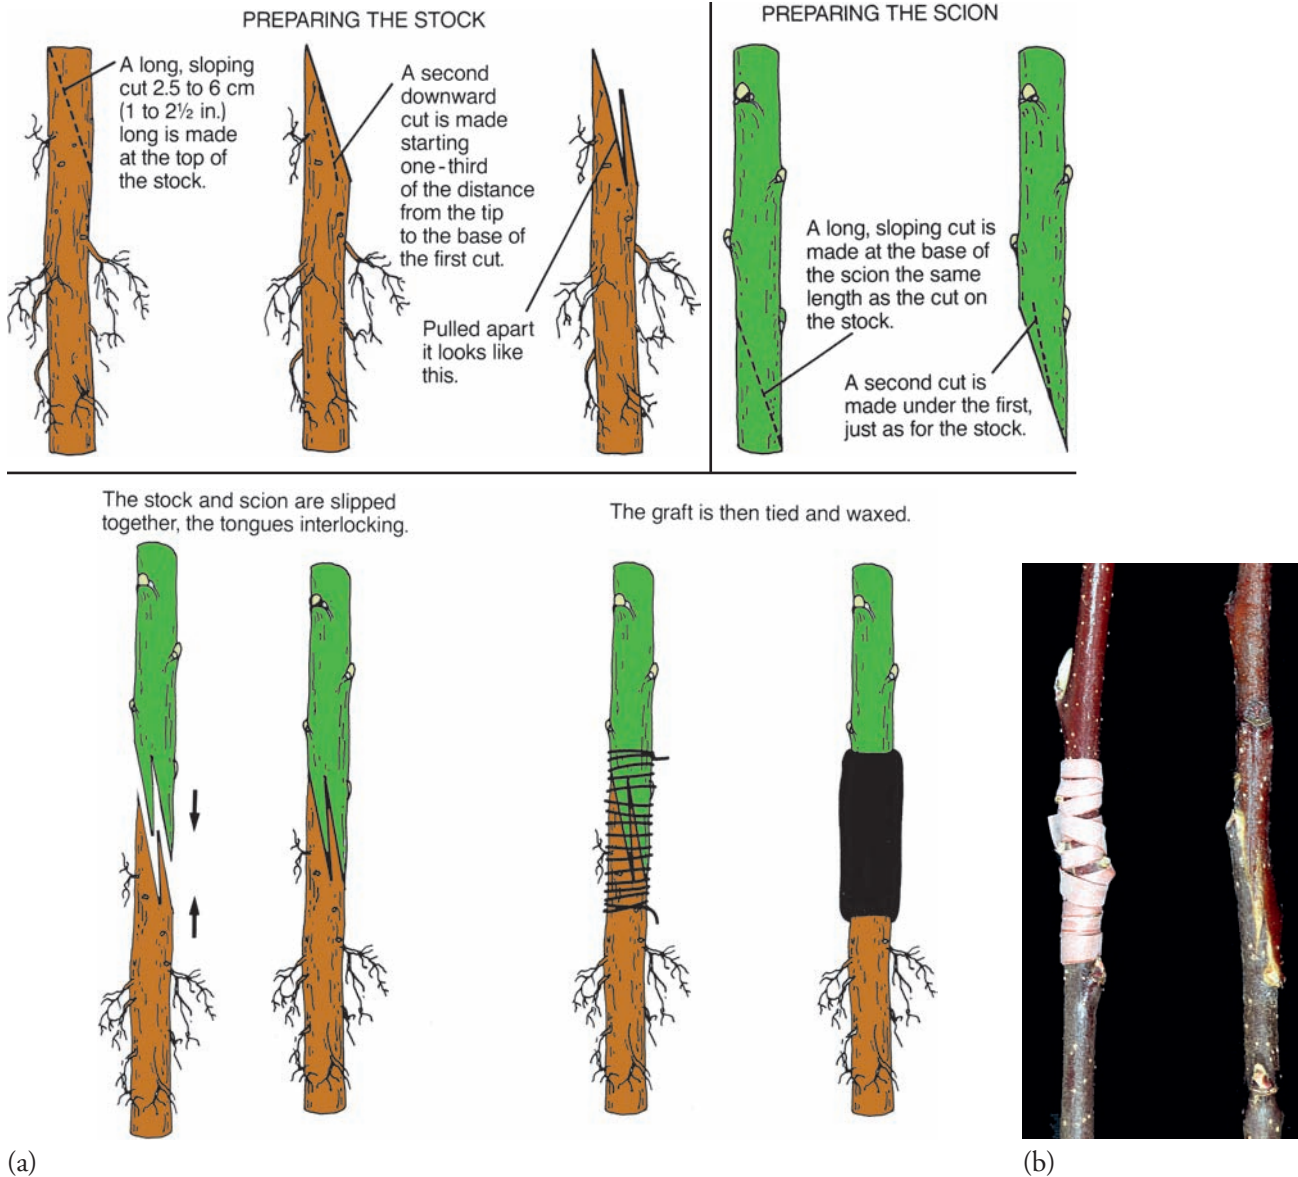 PREPARING THE STOCK
A long, sloping
cut 2.5 to 6 cm
(1 to 2½ in.)
long is made
at the top of
the stock.
A second
downward
cut is made
starting
one-third
of the distance
from the tip
to the base of
the first cut.
Pulled apart
it looks like
this.
PREPARING THE SCION
A long, sloping cut is
made at the base of
the scion the same
length as the cut on
the stock.
A second cut is
made under the first,
just as for the stock.
The stock and scion are slipped
together, the tongues interlocking.
The graft is then tied and waxed.
(a)
(b)